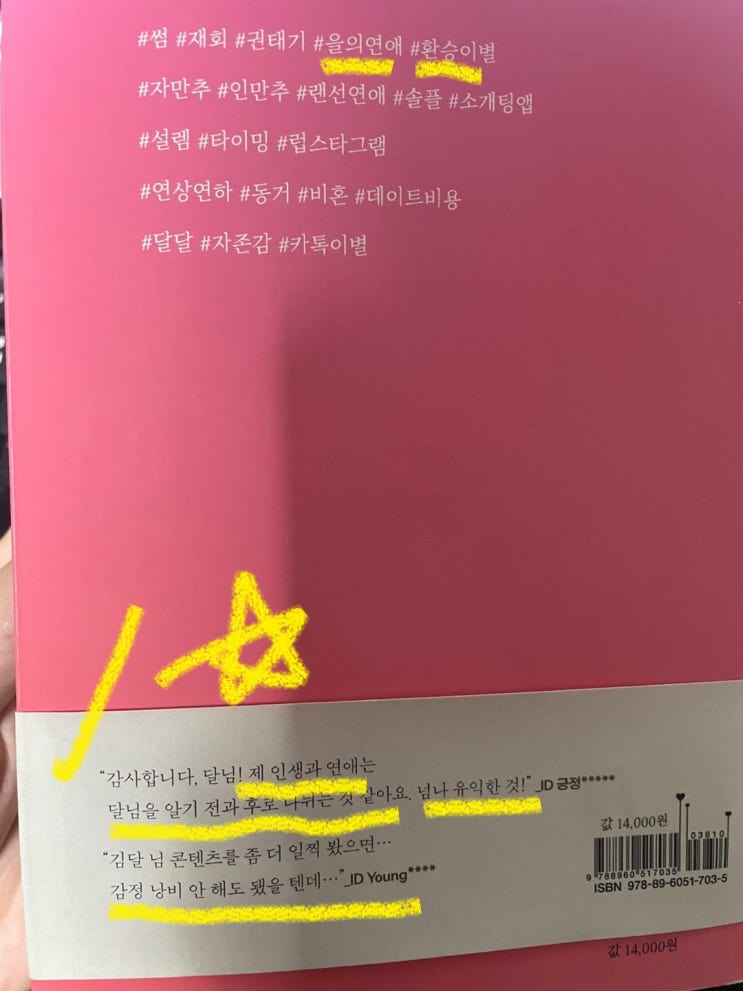 #썸 #재회 #권태기 #을의연애 #환승이별
#자만추 #인만추 #랜선연애 #솔플 #소개팅앱
#설렘 #타이밍 #럽스타그램
#연상연하 #동거 #비혼 #데이트비용
#달달 #자존감 #카톡이별
“감사합니다, 달님! 제 인생과 연애는
달님을 알기 전과 후로 나뉘는 것 같아요. 넘나 유익한 것!”_ID 긍정*****
“김달 님 콘텐츠를 좀 더 일찍 봤으면…
감정 낭비 안 해도 됐을 텐데…”_ID Young****
값 14,000원
03810
9 788960 517035
ISBN 978-89-6051-703-5
값 14,000원